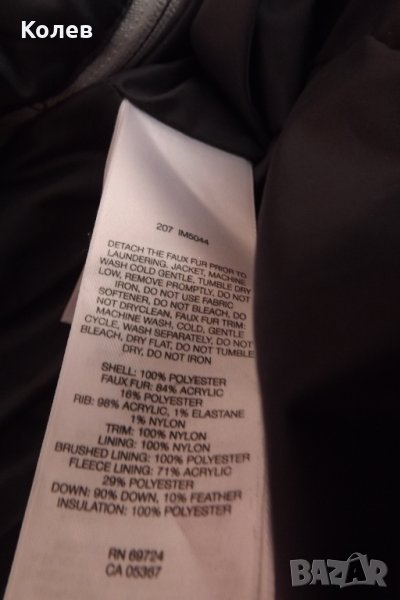 Колев
207 IM5044
DETACH THE FAUX FUR PRIOR TO
LAUNDERING. JACKET, MACHINE
WASH COLD GENTLE, TUMBLE DRY
LOW, REMOVE PROMPTLY, DO NOT
IRON, DO NOT USE FABRIC
SOFTENER, DO NOT BLEACH, DO
NOT DRYCLEAN, FAUX FUR TRIM:
MACHINE WASH, COLD, GENTLE
CYCLE, WASH SEPARATELY, DO NOT
BLEACH, DRY FLAT, DO NOT TUMBLE
DRY, DO NOT IRON
SHELL: 100% POLYESTER
FAUX FUR: 84% ACRYLIC
16% POLYESTER
RIB: 98% ACRYLIC, 1% ELASTANE
1% NYLON
TRIM: 100% NYLON
LINING: 100% NYLON
BRUSHED LINING: 100% POLYESTER
FLEECE LINING: 71% ACRYLIC
29% POLYESTER
DOWN: 90% DOWN, 10% FEATHER
INSULATION: 100% POLYESTER
RN 69724
CA 05367
BAZAR